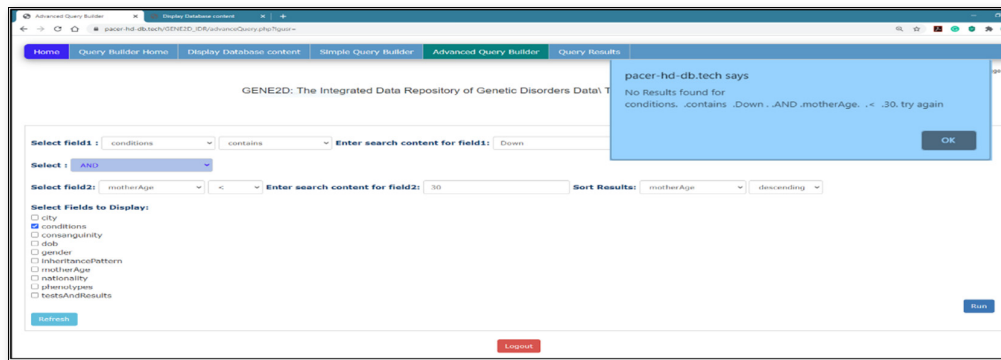 Advanced Query Builder
Display Database content
pacer-hd-db.tech/GENE2D_IDR/advanceQuery.php?lguser=
Home Query Builder Home Display Database content Simple Query Builder Advanced Query Builder Query Results
pacer-hd-db.tech says
No Results found for
conditions. .contains .Down . .AND .motherAge. .< .30. try again
OK
GENE2D: The Integrated Data Repository of Genetic Disorders Data\ T
Select field1 : conditions contains Enter search content for field1: Down
Select : AND
Select field2: motherAge < Enter search content for field2: 30 Sort Results: motherAge descending
Select Fields to Display:
city
conditions
consanguinity
dob
gender
inheritancePattern
motherAge
nationality
phenotypes
testsAndResults
Run
Refresh
Logout